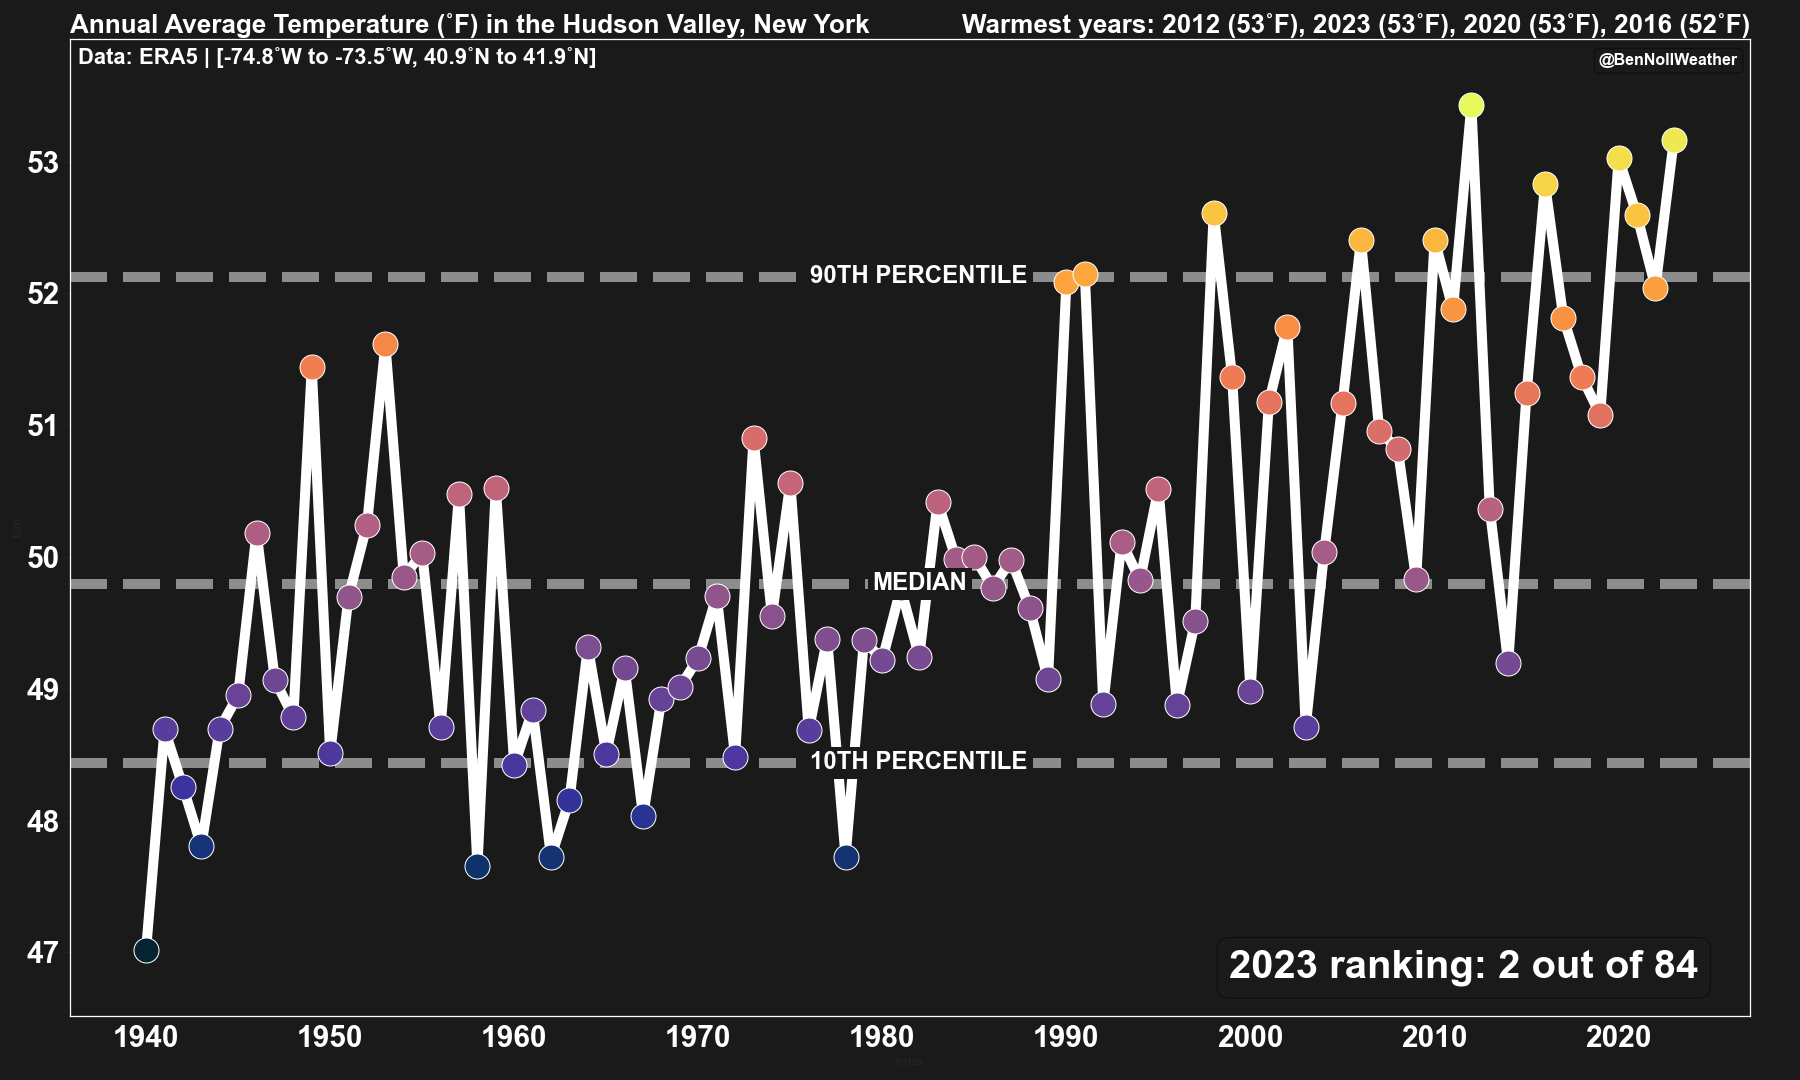 Annual Average Temperature (˚F) in the Hudson Valley, New York
Warmest years: 2012 (53˚F), 2023 (53˚F), 2020 (53˚F), 2016 (52˚F)
Data: ERA5 | [-74.8˚W to -73.5˚W, 40.9˚N to 41.9˚N]
@BenNollWeather
53
52
51
50
49
48
47
90TH PERCENTILE
MEDIAN
10TH PERCENTILE
2023 ranking: 2 out of 84
1940 1950 1960 1970 1980 1990 2000 2010 2020
index